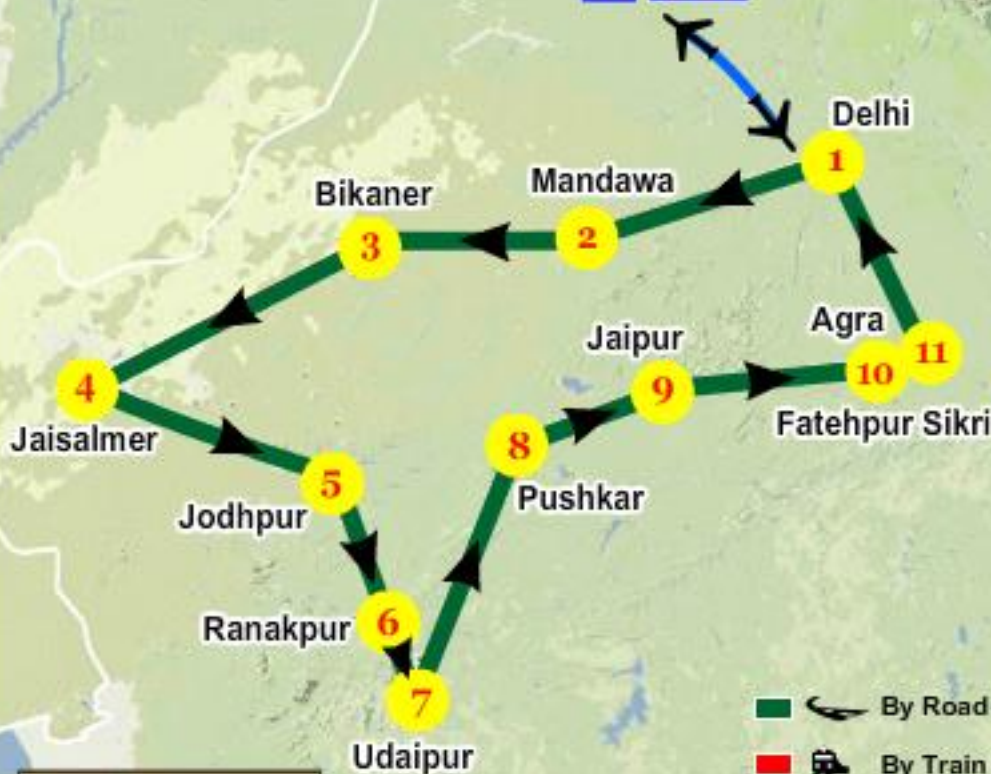 Delhi
1
Mandawa
2
Bikaner
3
4
Jaisalmer
5
Jodhpur
Ranakpur
6
7
Udaipur
8
Pushkar
Jaipur
9
Agra
10
11
Fatehpur Sikri
By Road
By Train